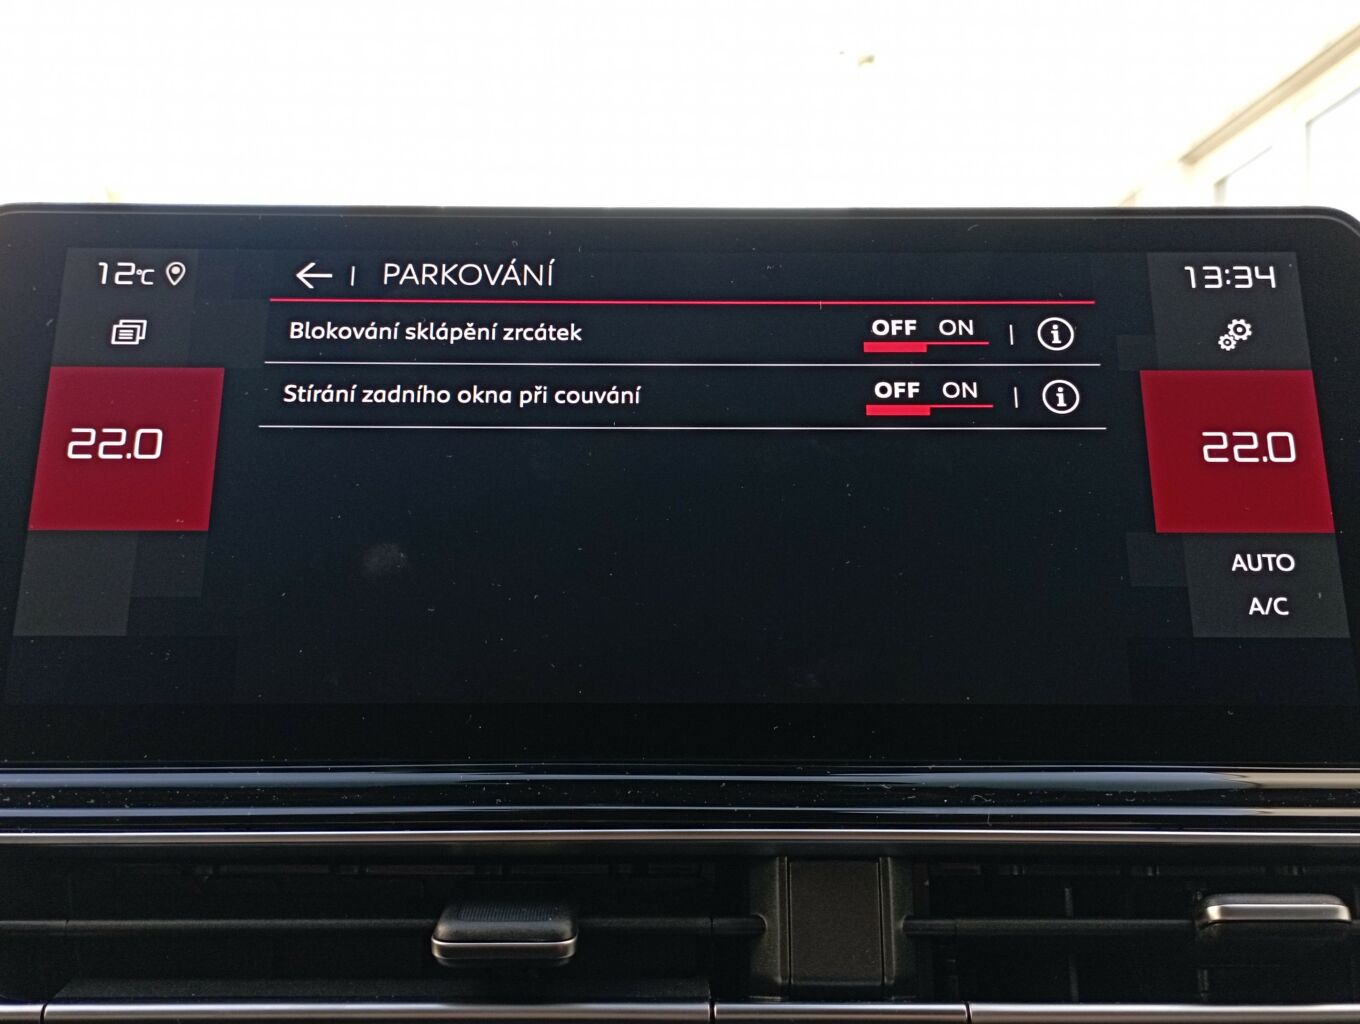 12°C
PARKOVÁNÍ
13:34
Blokování sklápění zrcátek OFF ON
Stírání zadního okna při couvání OFF ON
22.0
22.0
AUTO
A/C